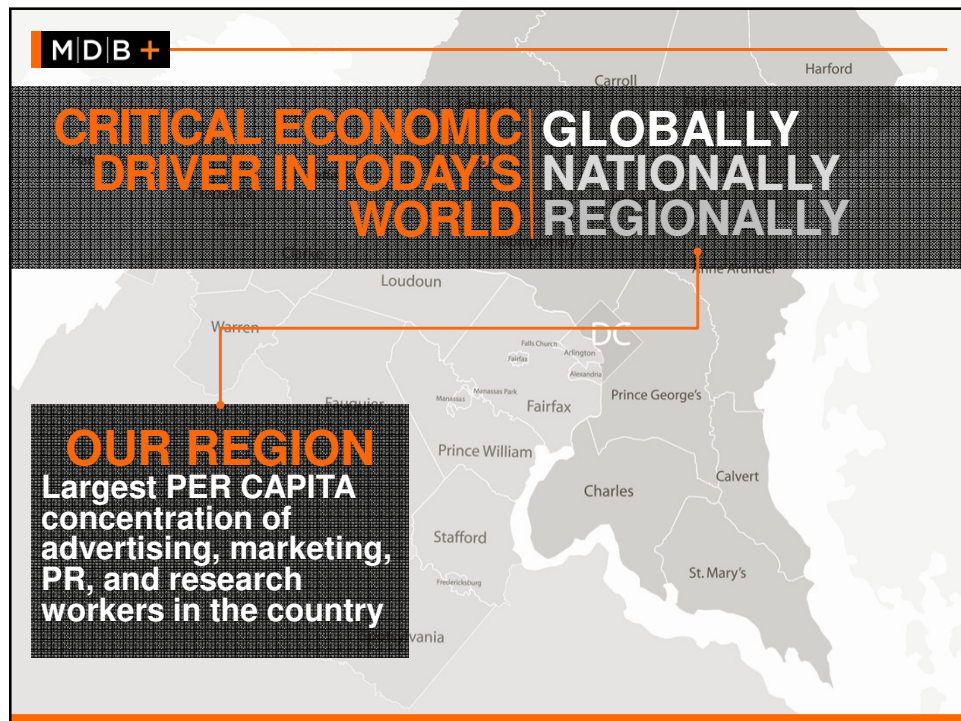 M|D|B +
Carroll
Harford
CRITICAL ECONOMIC
DRIVER IN TODAY'S
WORLD
GLOBALLY
NATIONALLY
REGIONALLY
Anne Arundel
Loudoun
Warren
DC
Falls Church
Arlington
Fairfax
Alexandria
Manassas Park
Manassas
Fairfax
Prince George's
Fauquier
Prince William
Calvert
Charles
Stafford
St. Mary's
Fredericksburg
OUR REGION
Largest PER CAPITA
concentration of
advertising, marketing,
PR, and research
workers in the country
vania